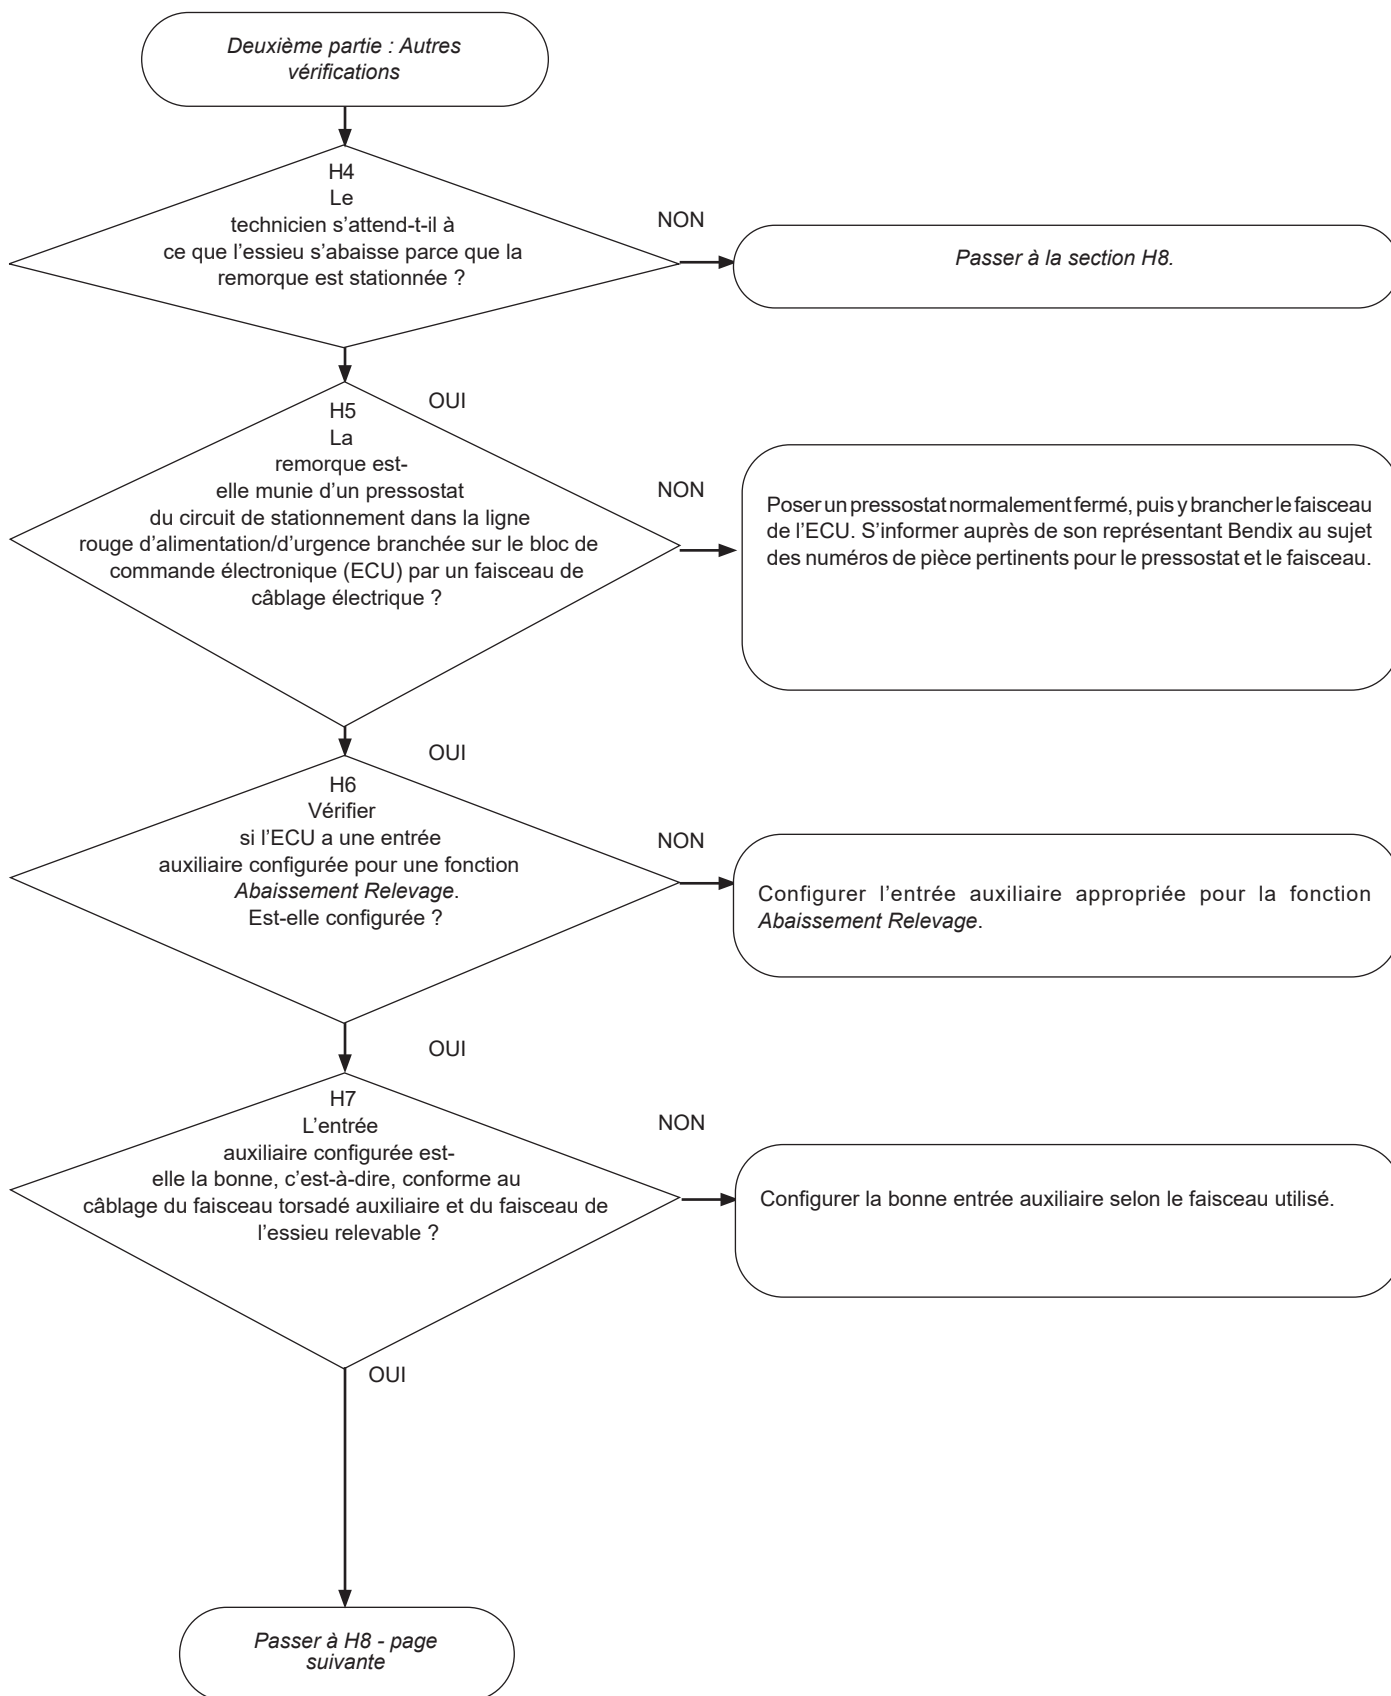 Deuxième partie : Autres
vérifications
H4
Le
technicien s’attend-t-il à
ce que l’essieu s’abaisse parce que la
remorque est stationnée ?
NON
Passer à la section H8.
OUI
H5
La
remorque est-
elle munie d’un pressostat
du circuit de stationnement dans la ligne
rouge d’alimentation/d’urgence branchée sur le bloc de
commande électronique (ECU) par un faisceau de
câblage électrique ?
NON
Poser un pressostat normalement fermé, puis y brancher le faisceau
de l’ECU. S’informer auprès de son représentant Bendix au sujet
des numéros de pièce pertinents pour le pressostat et le faisceau.
OUI
H6
Vérifier
si l’ECU a une entrée
auxiliaire configurée pour une fonction
Abaissement Relevage.
Est-elle configurée ?
NON
Configurer l’entrée auxiliaire appropriée pour la fonction
Abaissement Relevage.
OUI
H7
L’entrée
auxiliaire configurée est-
elle la bonne, c’est-à-dire, conforme au
câblage du faisceau torsadé auxiliaire et du faisceau de
l’essieu relevable ?
NON
Configurer la bonne entrée auxiliaire selon le faisceau utilisé.
OUI
Passer à H8 - page
suivante